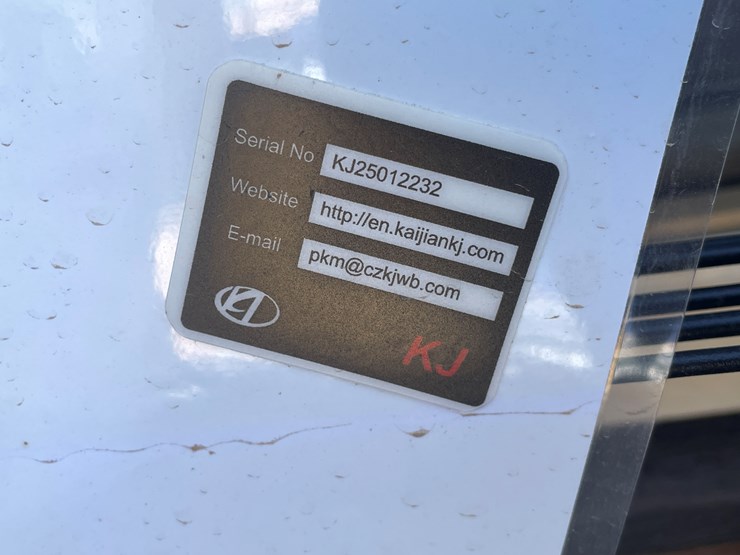 Serial No KJ25012232
Website http://en.kaijiankj.com
E-mail pkm@czkjwb.com
KJ